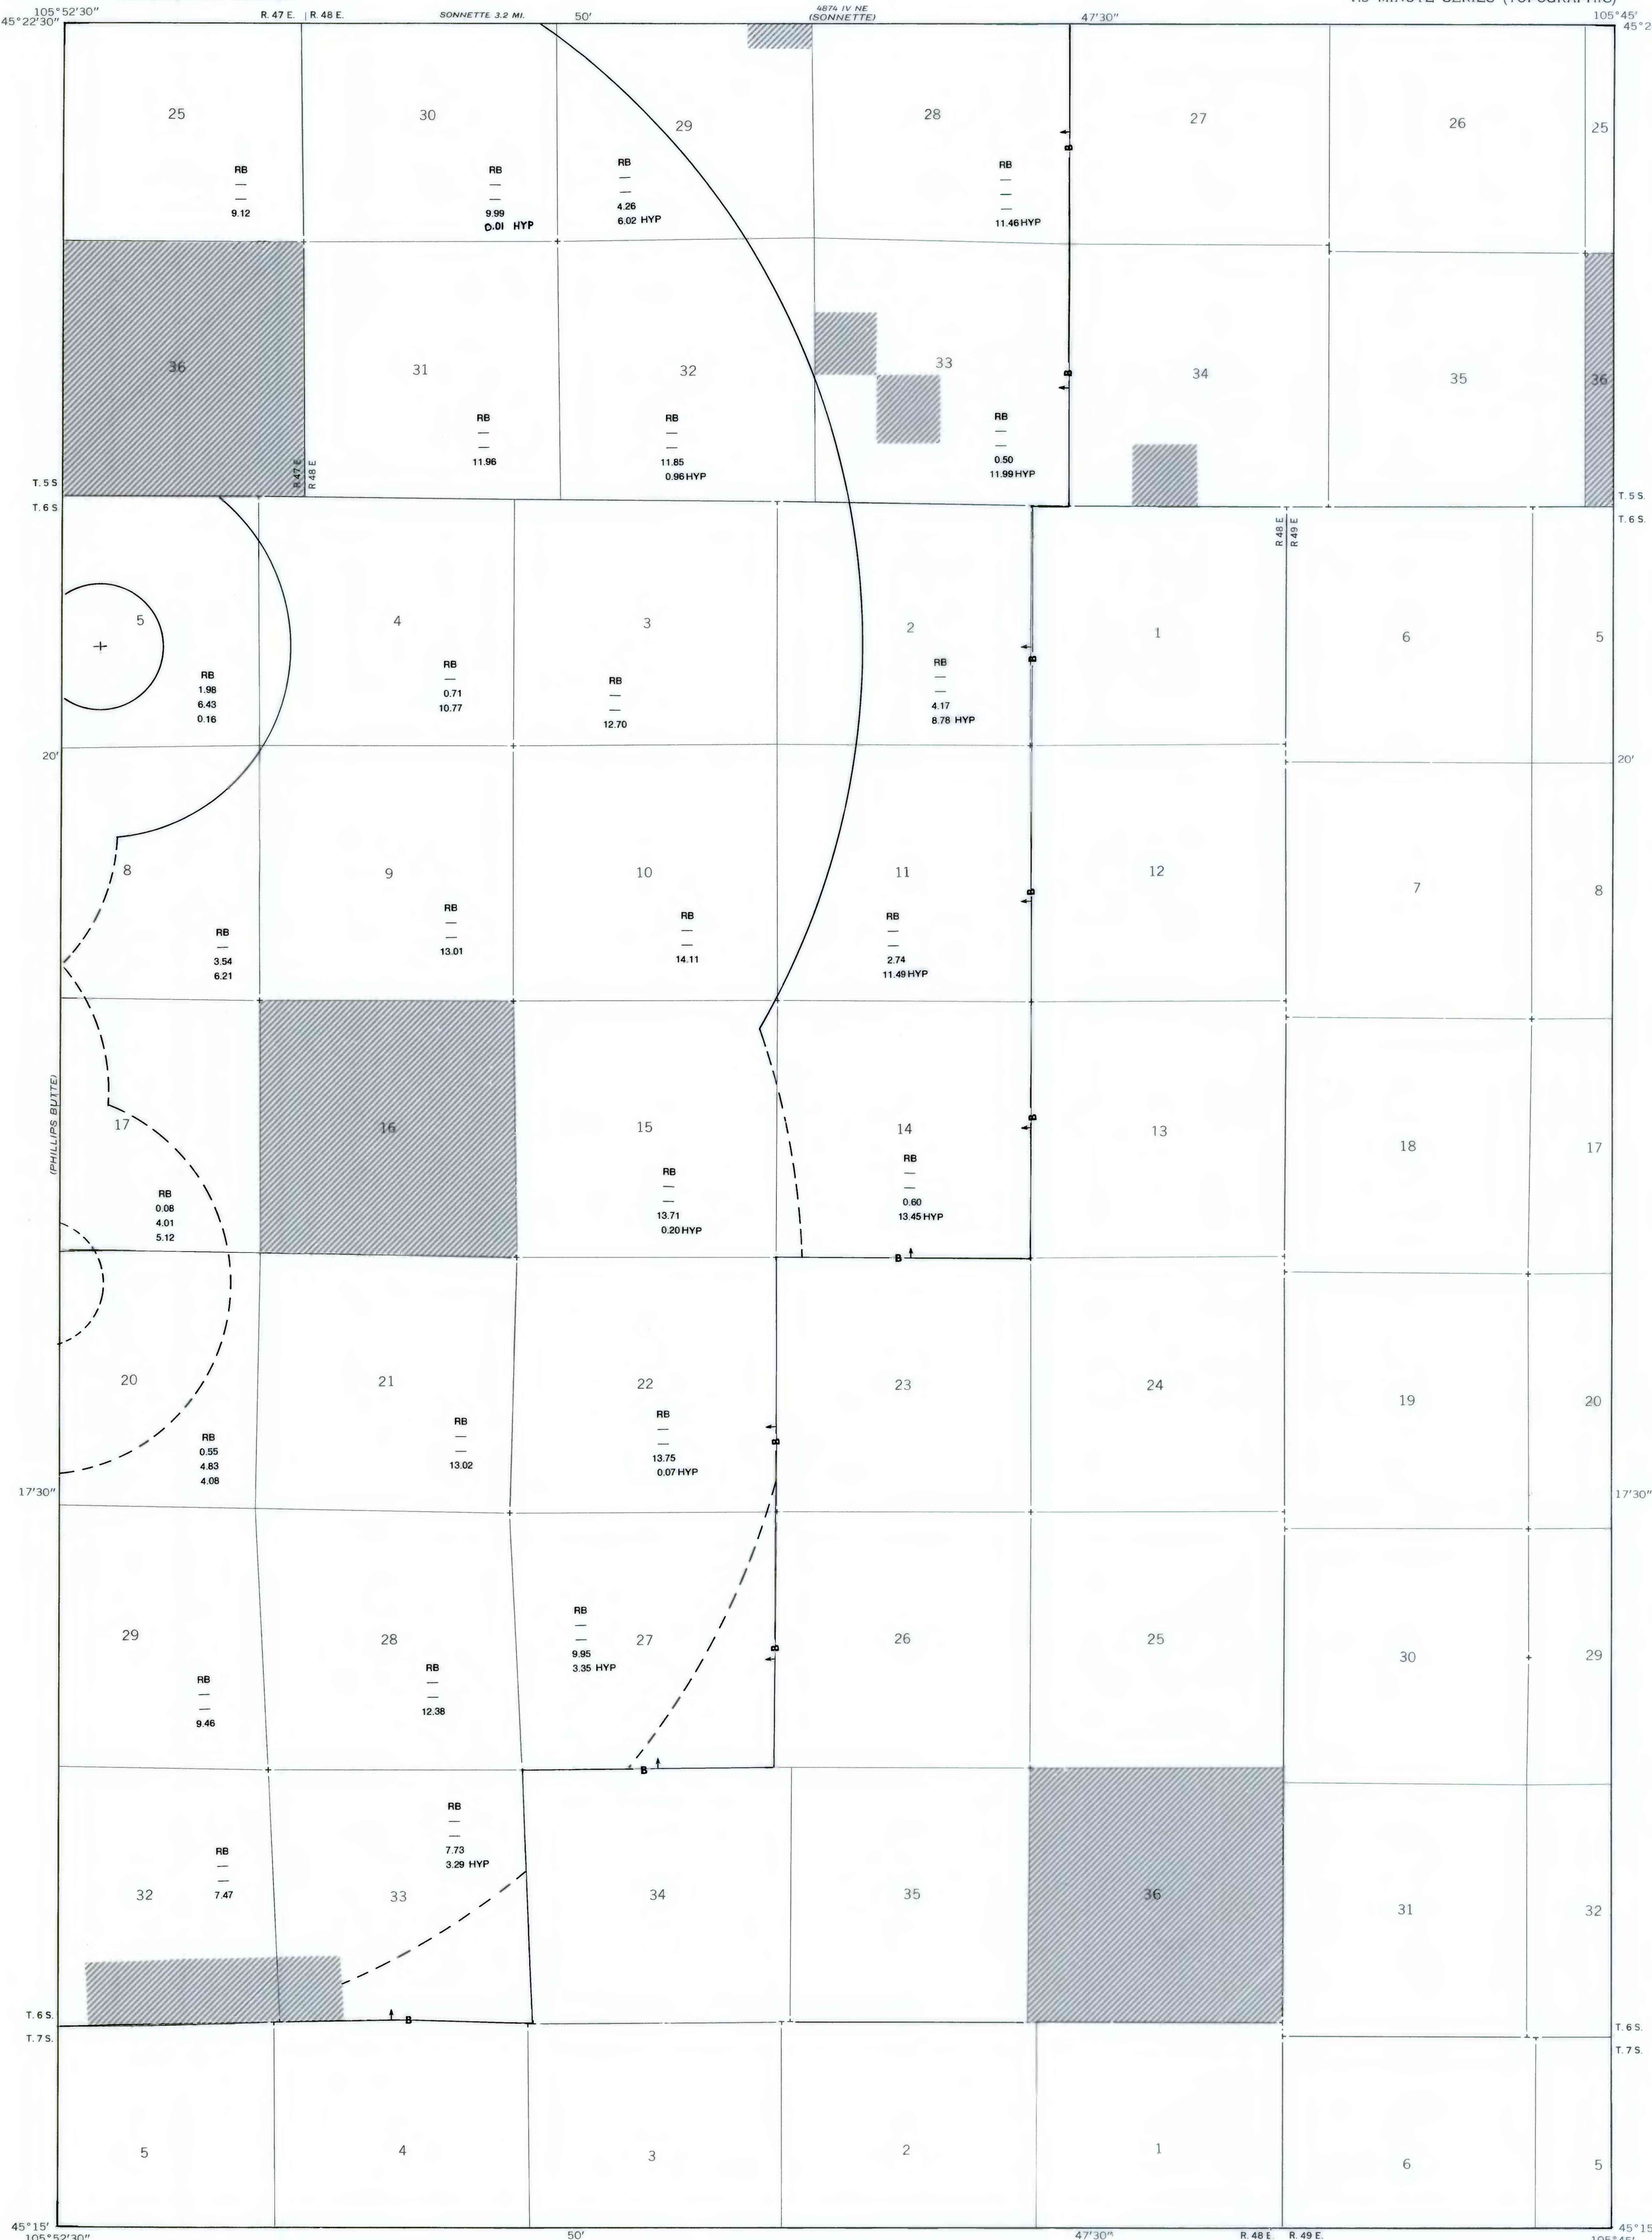 7.5 MINUTE SERIES (TOPOGRAPHIC)
105°52'30" R. 47 E. R. 48 E. SONNETTE 3.2 MI. 50' 4874 IV NE 47'30" 105°45'
45°22'30" (SONNETTE) 45°2
25 30 29 28 27 26 25
RB
—
—
9.12
RB
—
—
9.99
0.01 HYP
RB
—
—
4.26
6.02 HYP
RB
—
—
—
11.46 HYP
B
36 31 32 33 34 35 36
RB
—
—
11.96
RB
—
—
11.85
0.96 HYP
RB
—
—
0.50
11.99 HYP
B
R 47 E
R 48 E
T. 5 S T. 5 S
T. 6 S T. 6 S.
R 48 E
R 49 E
5 4 3 2 1 6 5
RB
1.98
6.43
0.16
RB
—
0.71
10.77
RB
—
—
12.70
RB
—
—
4.17
8.78 HYP
B
20' 20'
8 9 10 11 12 7 8
RB
—
3.54
6.21
RB
—
—
13.01
RB
—
—
14.11
RB
—
—
2.74
11.49 HYP
B
(PHILLIPS BUTTE)
17 16 15 14 13 18 17
RB
0.08
4.01
5.12
RB
—
—
13.71
0.20 HYP
RB
—
—
0.60
13.45 HYP
B
B
20 21 22 23 24 19 20
RB
0.55
4.83
4.08
RB
—
—
13.02
RB
—
—
13.75
0.07 HYP
B
17'30" 17'30"
29 28 27 26 25 30 29
RB
—
—
9.46
RB
—
—
12.38
RB
—
—
9.95
3.35 HYP
B
B
32 33 34 35 36 31 32
RB
—
—
7.47
RB
—
—
7.73
3.29 HYP
B
T. 6 S. T. 6 S.
T. 7 S. T. 7 S.
5 4 3 2 1 6 5
45°15' 45°15
105°52'30" 50' 47'30" R. 48 E. R. 49 E. 105°45'